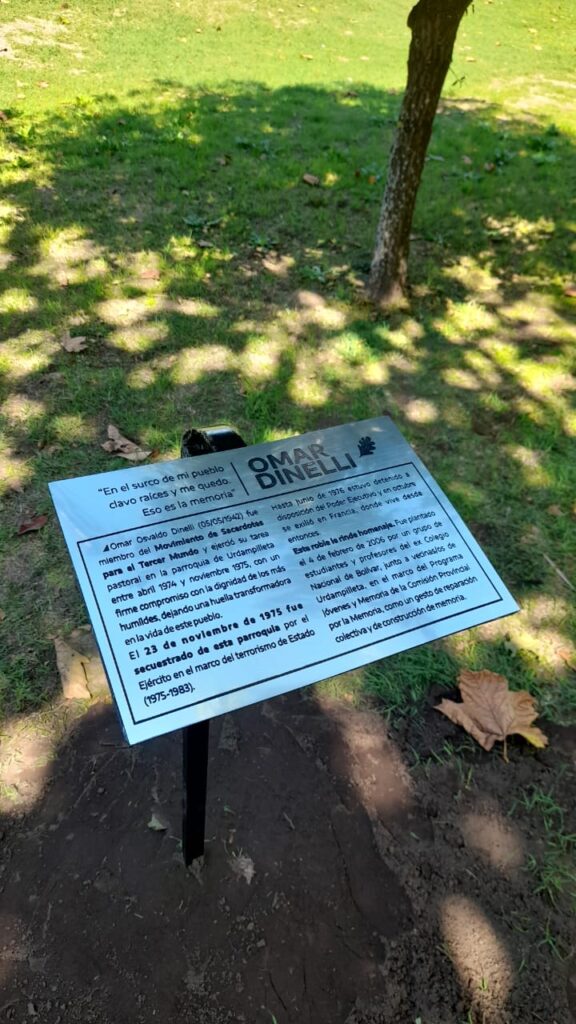 "En el surco de mi pueblo
clavo raíces y me quedo.
Eso es la memoria"
OMAR
DINELLI
Omar Osvaldo Dinelli (05/05/1942), fue
miembro del Movimiento de Sacerdotes
para el Tercer Mundo y ejerció su tarea
pastoral en la parroquia de Urdampilleta
entre abril 1974 y noviembre 1975, con un
firme compromiso con la dignidad de los más
humildes, dejando una huella transformadora
en la vida de este pueblo.
El 23 de noviembre de 1975 fue
secuestrado de esta parroquia por el
Ejército en el marco del terrorismo de Estado
(1975-1983).
Hasta junio de 1976 estuvo detenido a
disposición del Poder Ejecutivo y en octubre
se exilió en Francia, donde vive desde
entonces.
Este roble le rinde homenaje. Fue plantado
el 4 de febrero de 2005 por un grupo de
estudiantes y profesores del ex Colegio
Nacional de Bolívar, junto a vecinos/as de
Urdampilleta, en el marco del Programa
Jóvenes y Memoria de la Comisión Provincial
por la Memoria, como un gesto de reparación
colectiva y de construcción de memoria.